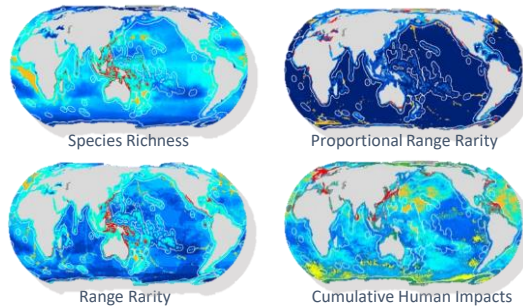 Species Richness
Proportional Range Rarity
Range Rarity
Cumulative Human Impacts